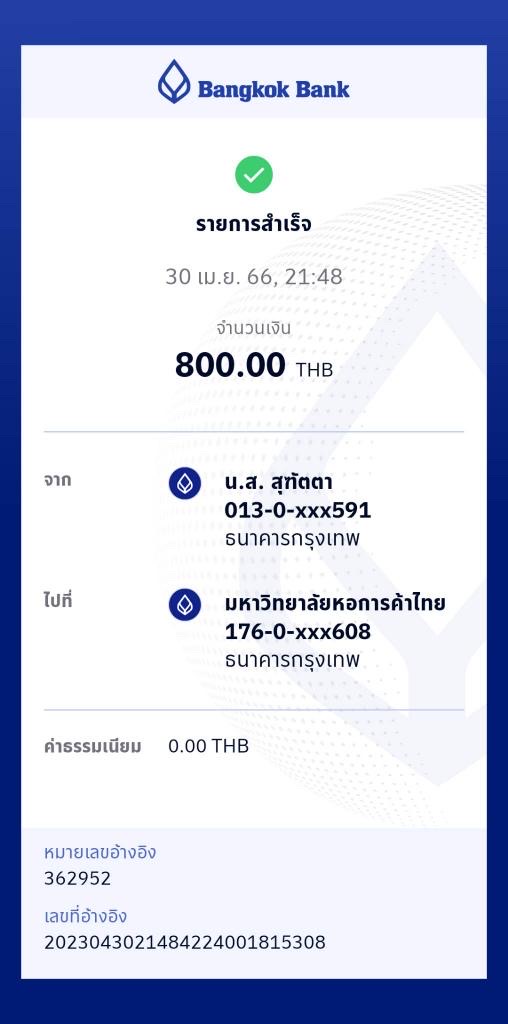 Bangkok Bank
รายการสำเร็จ
30 เม.ย. 66, 21:48
จำนวนเงิน
800.00 THB
จาก
น.ส. สุฑัตตา
013-0-xxx591
ธนาคารกรุงเทพ
ไปที่
มหาวิทยาลัยหอการค้าไทย
176-0-xxx608
ธนาคารกรุงเทพ
ค่าธรรมเนียม 0.00 THB
หมายเลขอ้างอิง
362952
เลขที่อ้างอิง
2023043021484224001815308